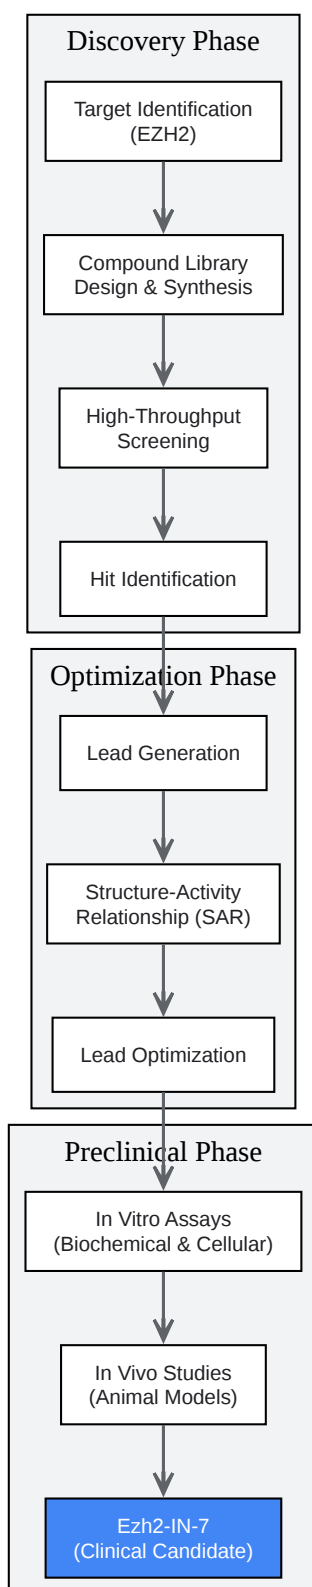 Discovery Phase
Target Identification
(EZH2)
Compound Library
Design & Synthesis
High-Throughput
Screening
Hit Identification
Optimization Phase
Lead Generation
Structure-Activity
Relationship (SAR)
Lead Optimization
Preclinical Phase
In Vitro Assays
(Biochemical & Cellular)
In Vivo Studies
(Animal Models)
Ezh2-IN-7
(Clinical Candidate)